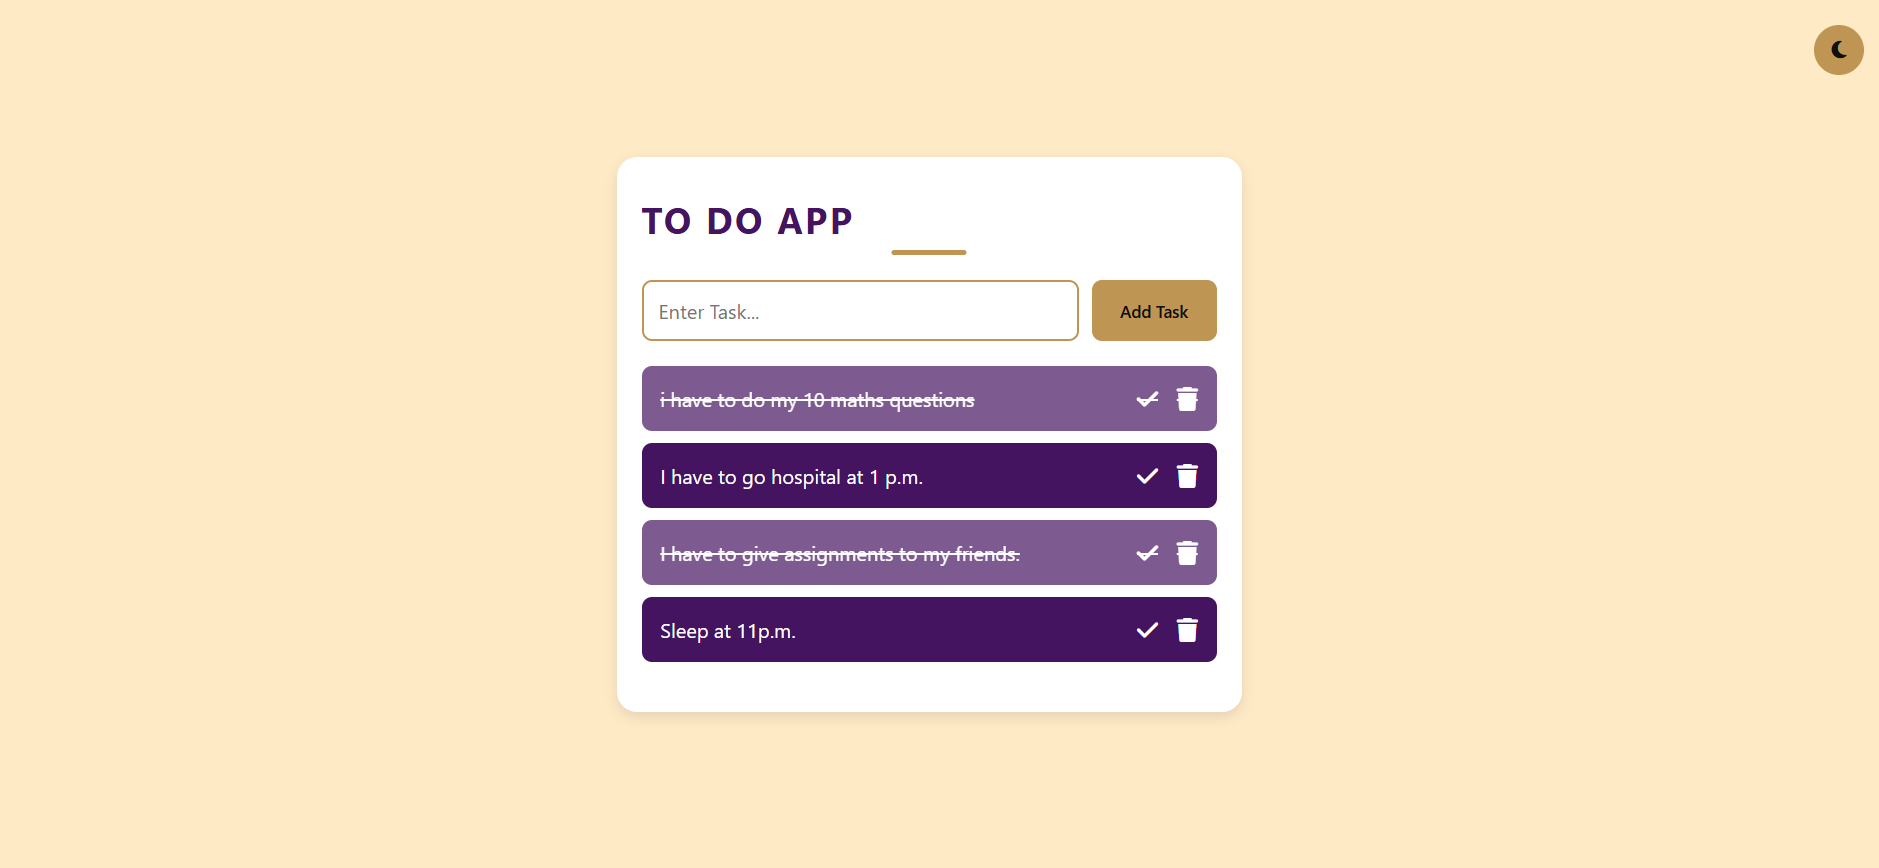 TO DO APP
Enter Task...
Add Task
i have to do my 10 maths questions
I have to go hospital at 1 p.m.
I have to give assignments to my friends.
Sleep at 11p.m.